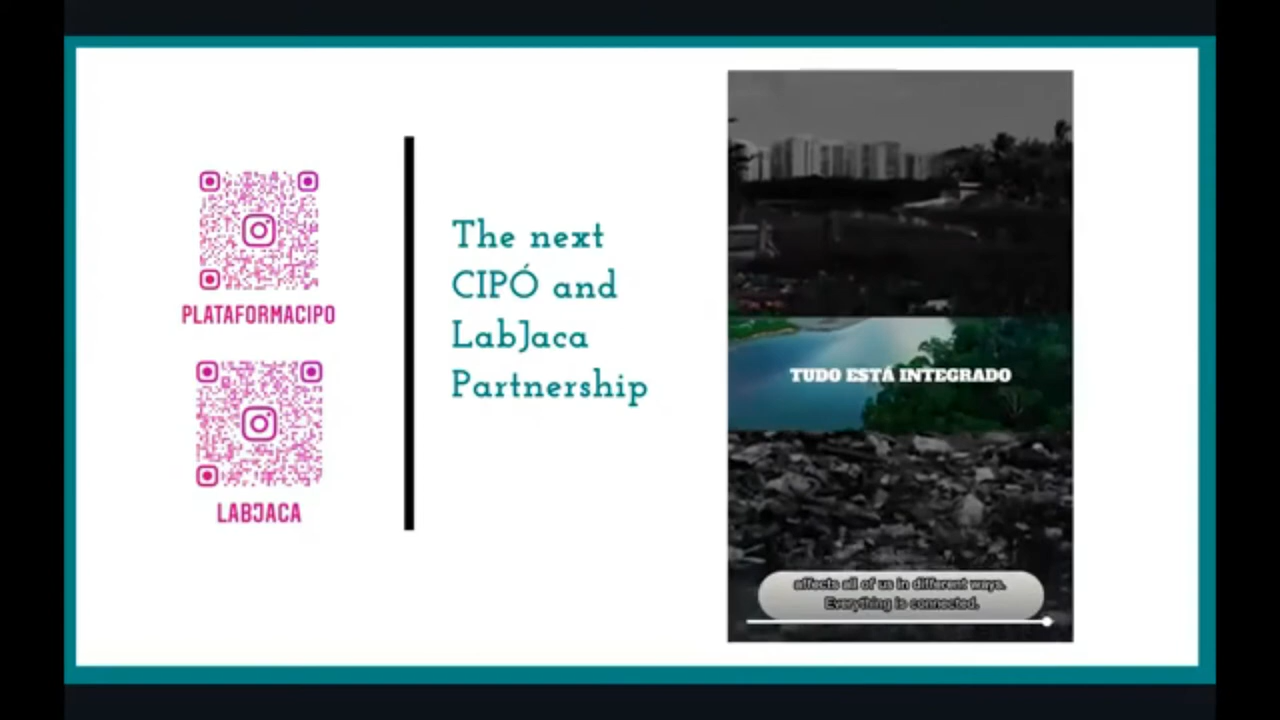 PLATAFORMACIPO
LABJACA
The next
CIPÓ and
LabJaca
Partnership
TUDO ESTÁ INTEGRADO
affects all of us in different ways.
Everything is connected.